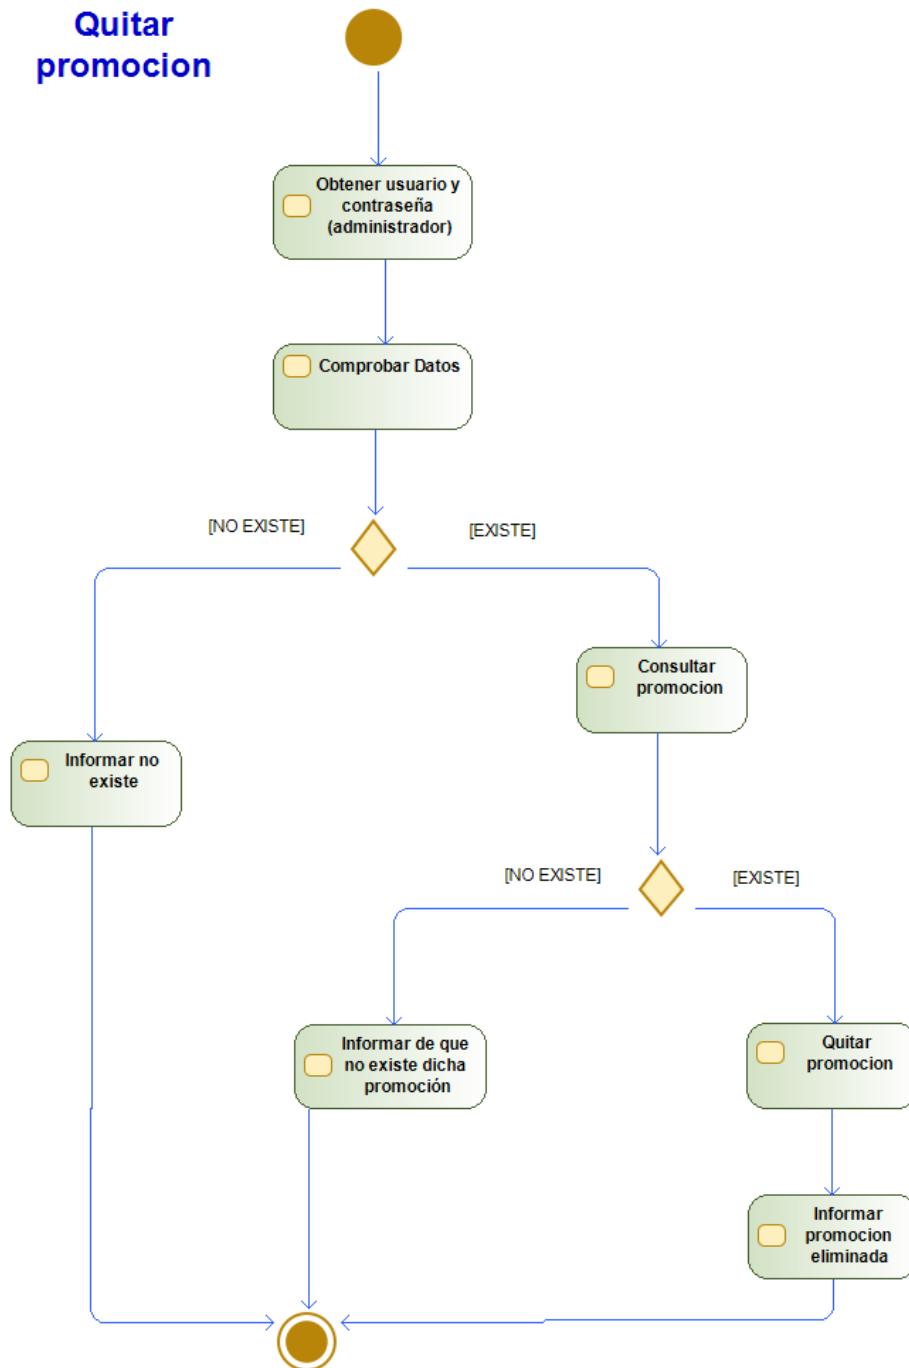 Quitar
promocion
Obtener usuario y
contraseña
(administrador)
Comprobar Datos
[NO EXISTE]
[EXISTE]
Consultar
promocion
Informar no
existe
[NO EXISTE]
[EXISTE]
Informar de que
no existe dicha
promoción
Quitar
promocion
Informar
promocion
eliminada